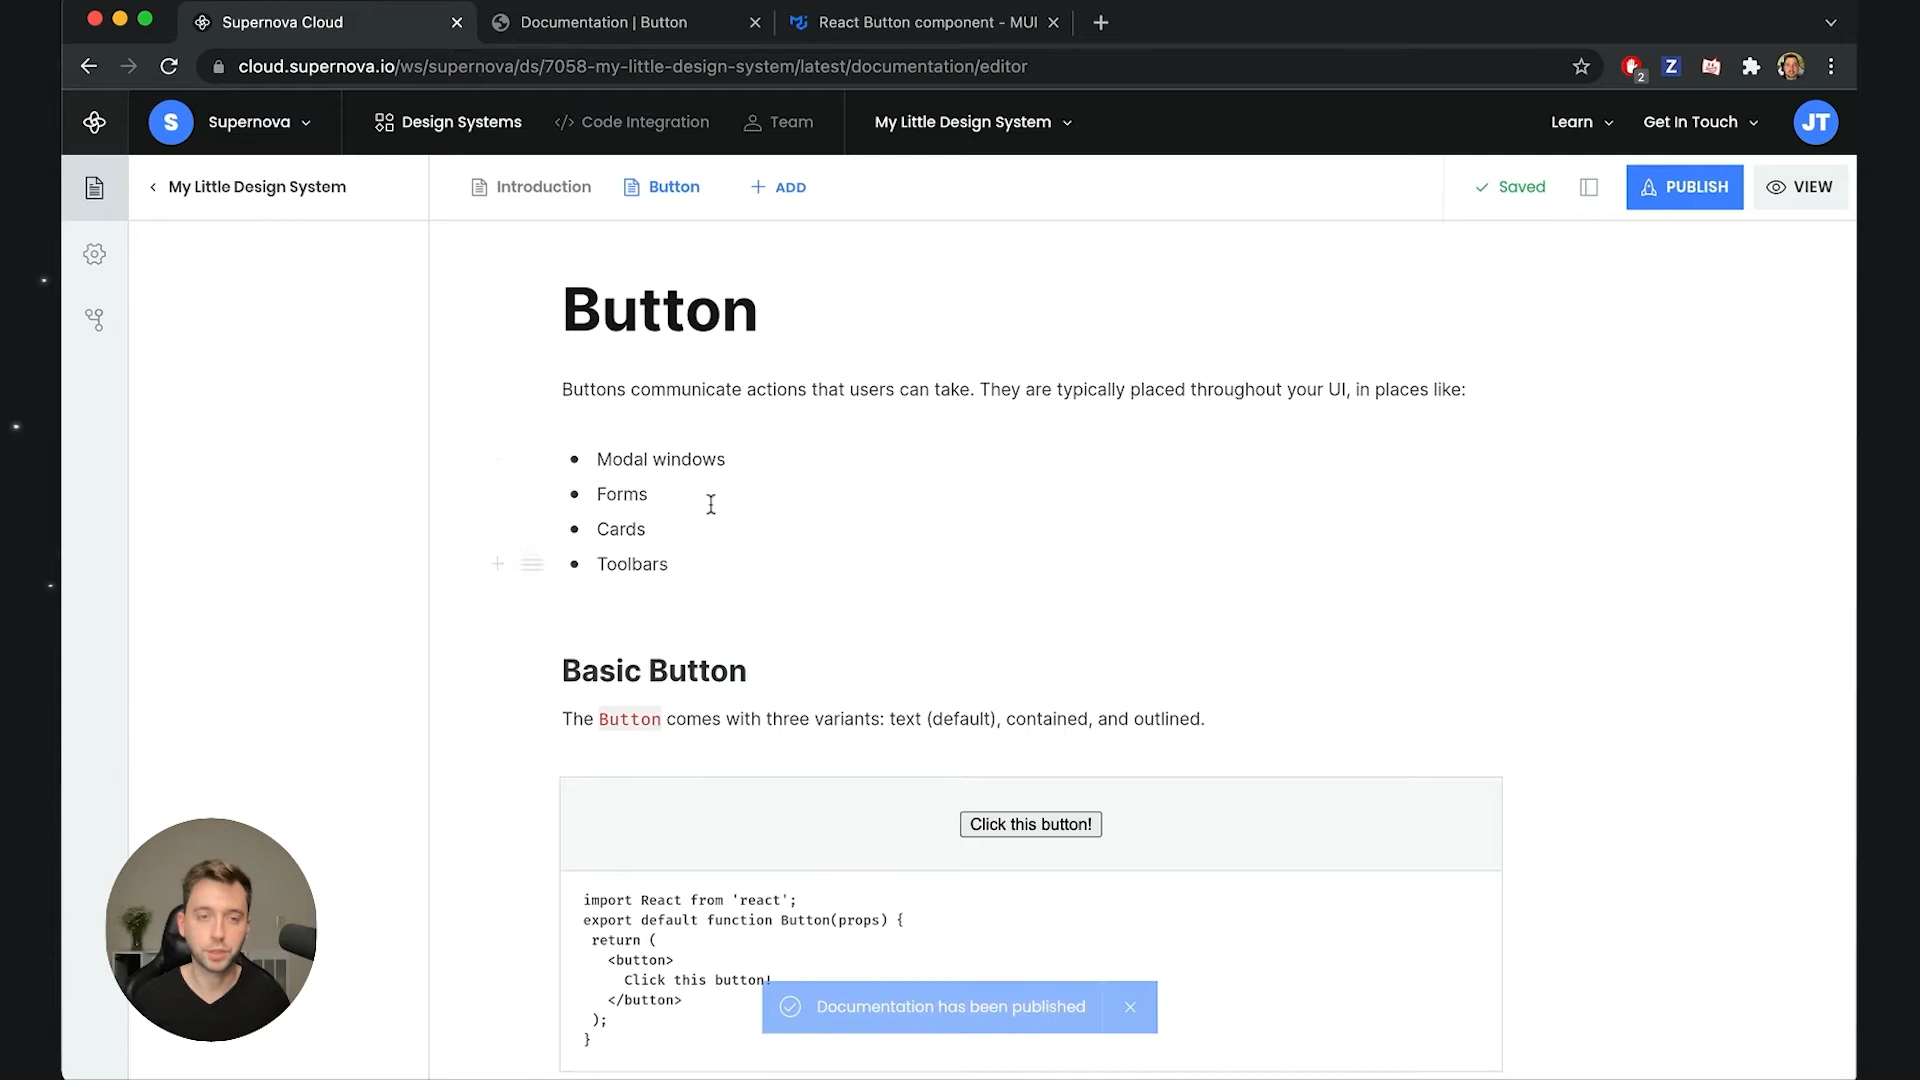 Supernova Cloud
Documentation | Button
React Button component - MUI
cloud.supernova.io/ws/supernova/ds/7058-my-little-design-system/latest/documentation/editor
2
Z
S
Supernova
Design Systems
Code Integration
Team
My Little Design System
Learn
Get In Touch
JT
My Little Design System
Introduction
Button
ADD
Saved
PUBLISH
VIEW
Button
Buttons communicate actions that users can take. They are typically placed throughout your UI, in places like:
Modal windows
Forms
Cards
Toolbars
Basic Button
The Button comes with three variants: text (default), contained, and outlined.
Click this button!
import React from 'react';
export default function Button(props) {
return (
<button>
Click this button!
</button>
);
}
Documentation has been published